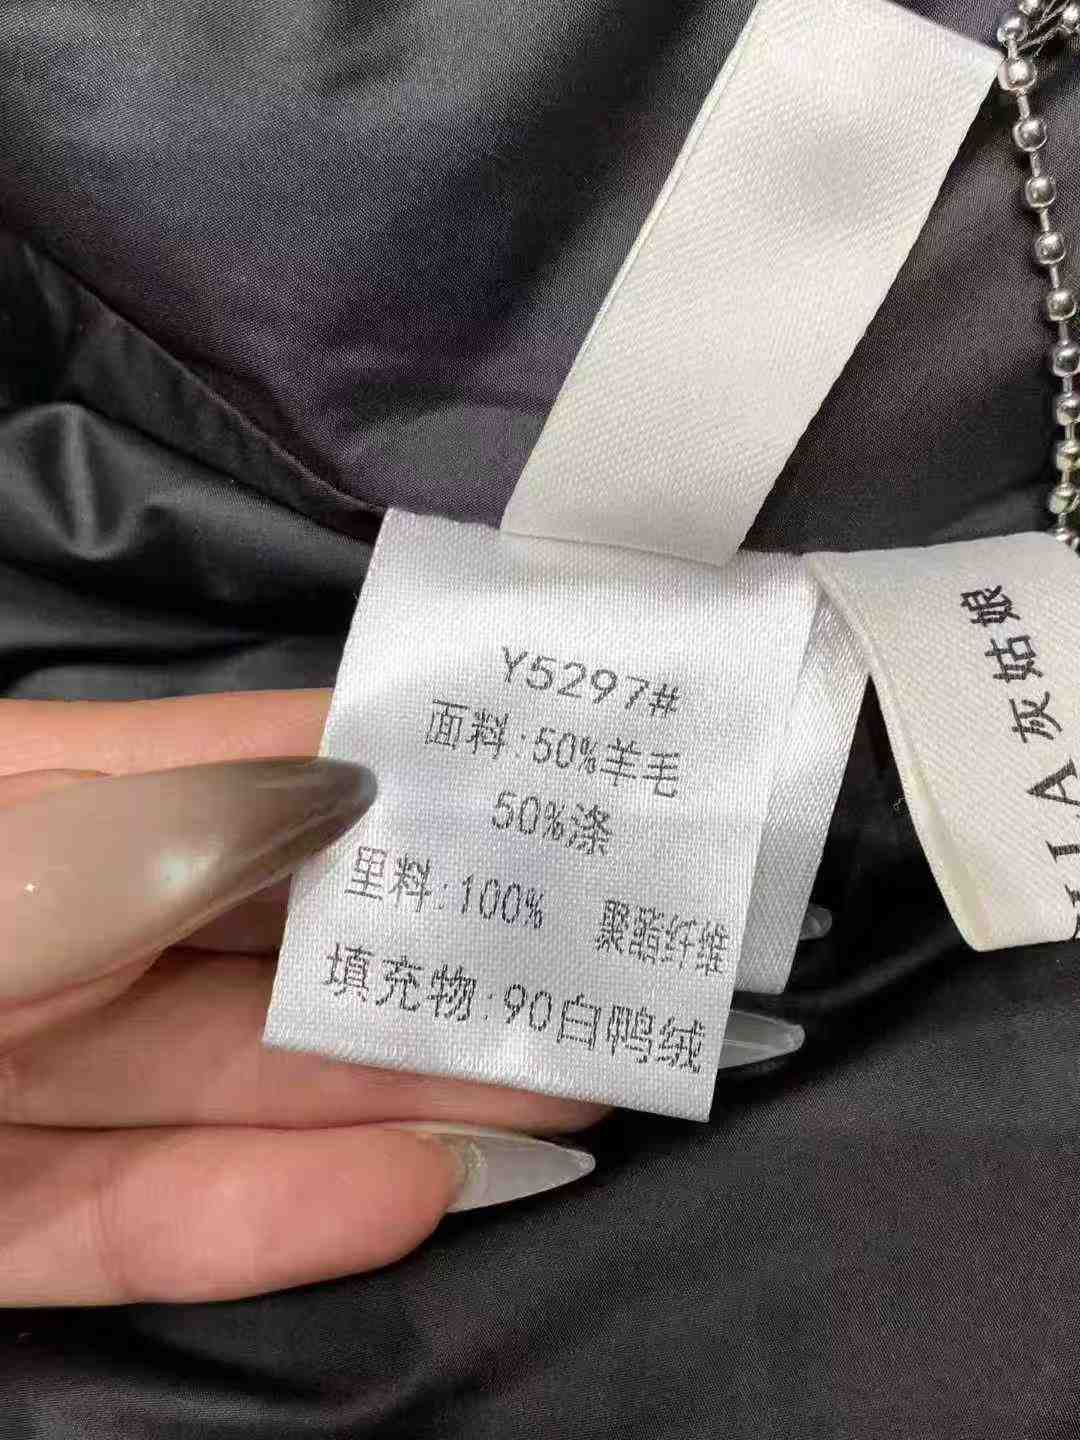 Y5297#
面料:50%羊毛
50%涤
里料:100% 聚酯纤维
填充物:90白鸭绒
灰姑娘